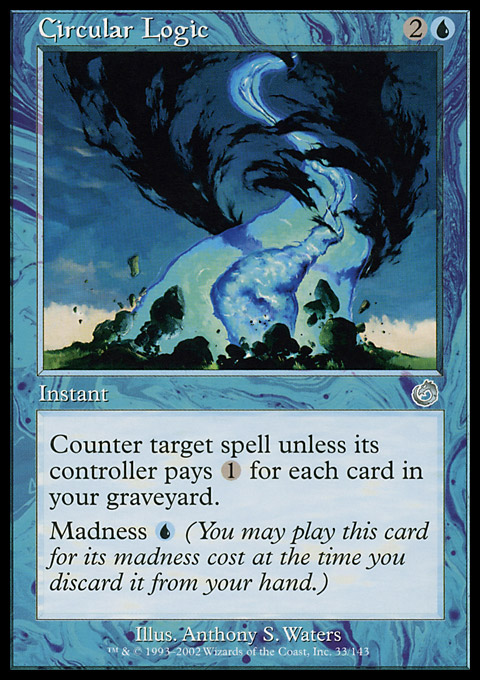 Circular Logic 2
Instant
Counter target spell unless its
controller pays 1 for each card in
your graveyard.
Madness (You may play this card
for its madness cost at the time you
discard it from your hand.)
Illus. Anthony S. Waters
™ & © 1993–2002 Wizards of the Coast, Inc. 33/143